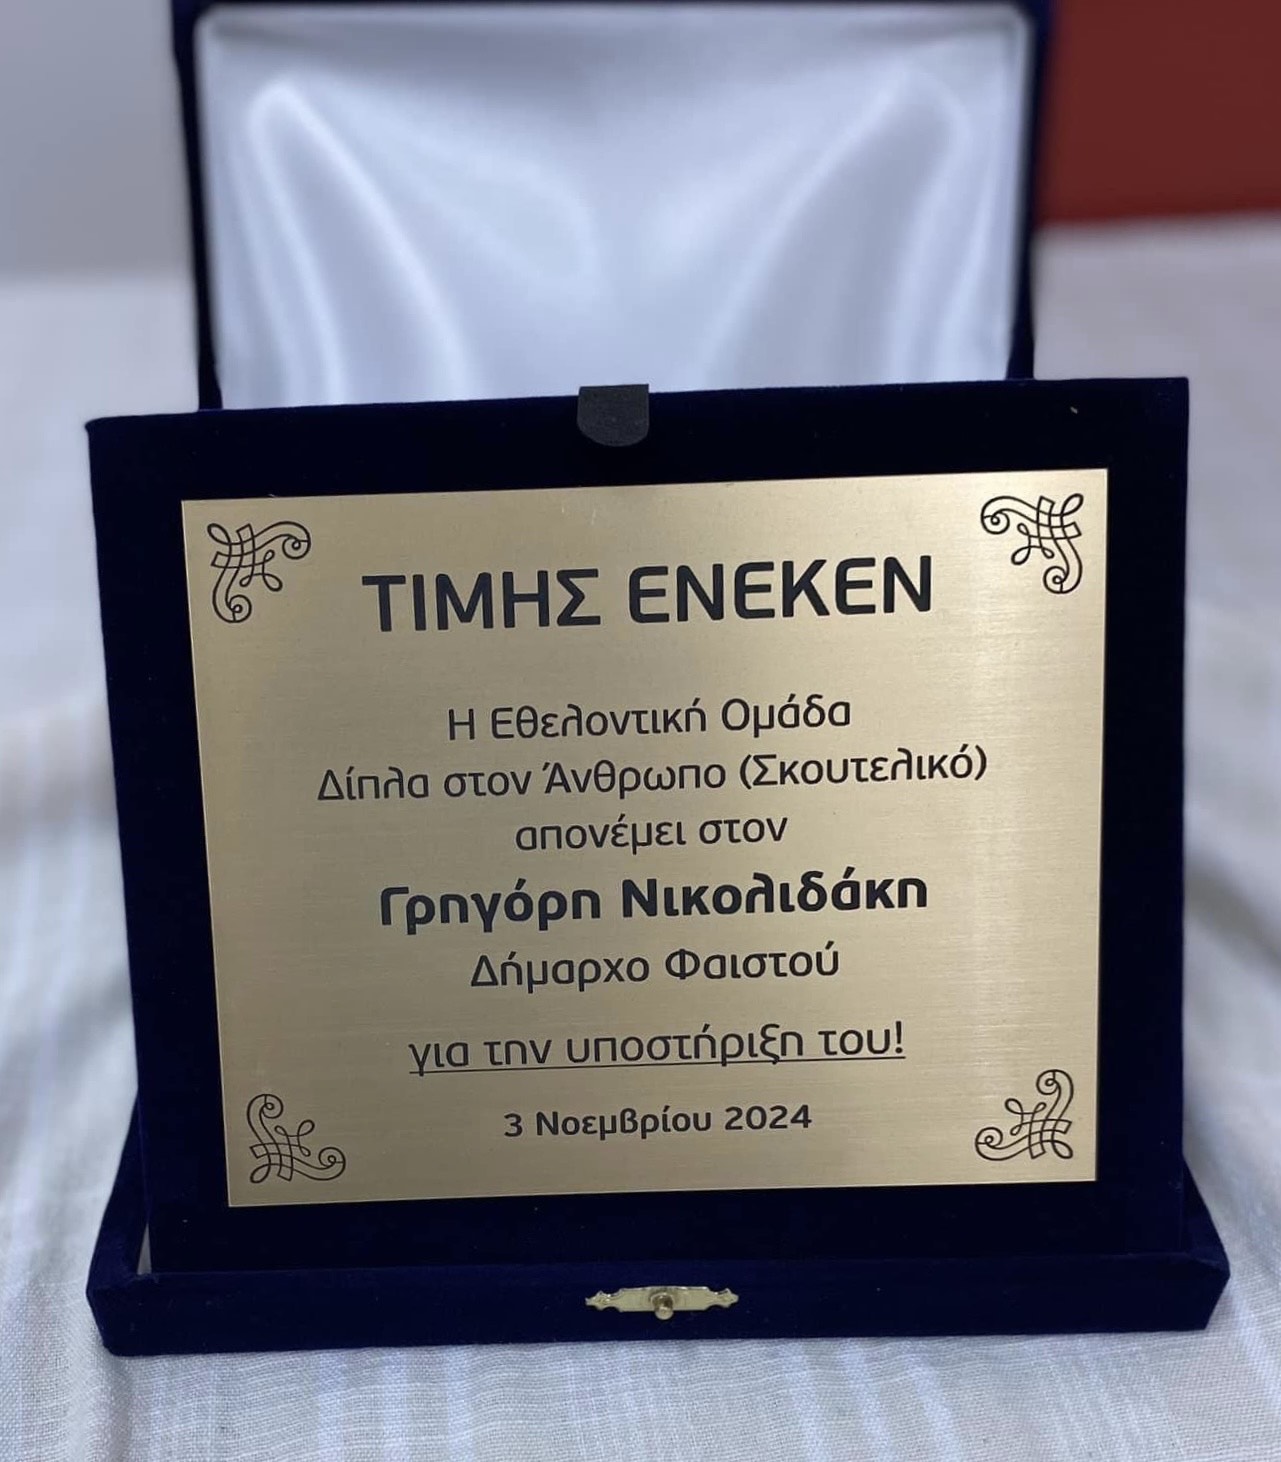 ΤΙΜΗΣ ΕΝΕΚΕΝ
Η Εθελοντική Ομάδα
Δίπλα στον Άνθρωπο (Σκουτελικό)
απονέμει στον
Γρηγόρη Νικολιδάκη
Δήμαρχο Φαιστού
για την υποστήριξη του!
3 Νοεμβρίου 2024